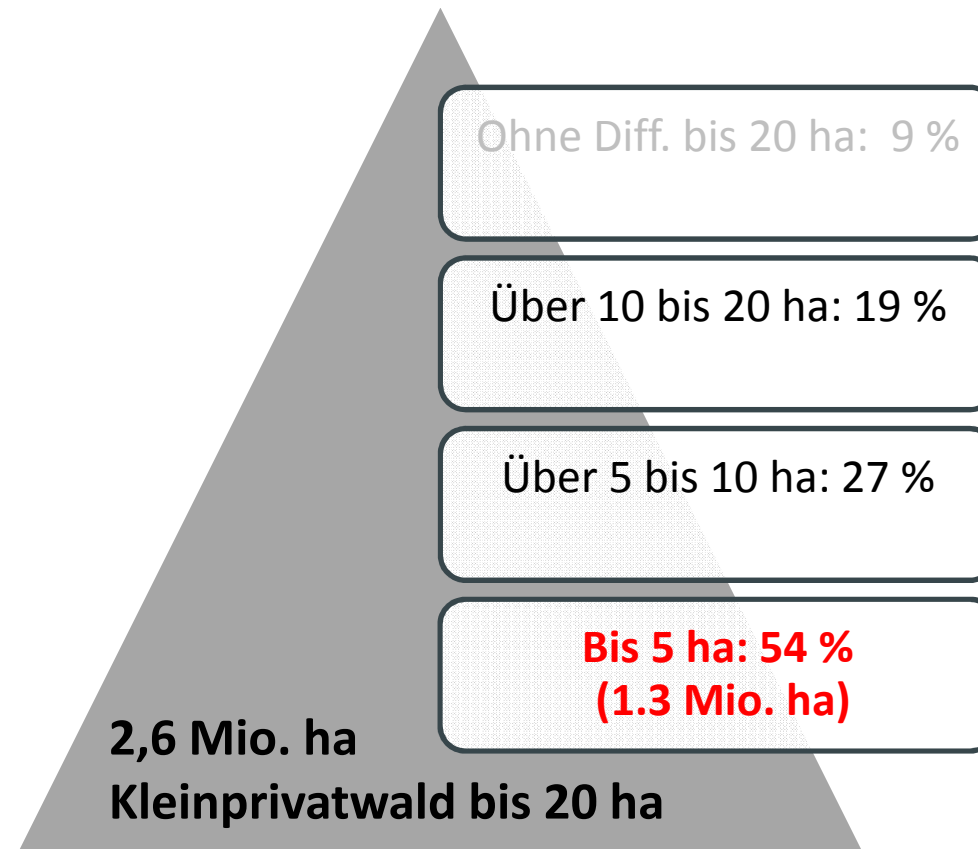 Ohne Diff. bis 20 ha: 9 %
Über 10 bis 20 ha: 19 %
Über 5 bis 10 ha: 27 %
Bis 5 ha: 54 %
(1.3 Mio. ha)
2,6 Mio. ha
Kleinprivatwald bis 20 ha